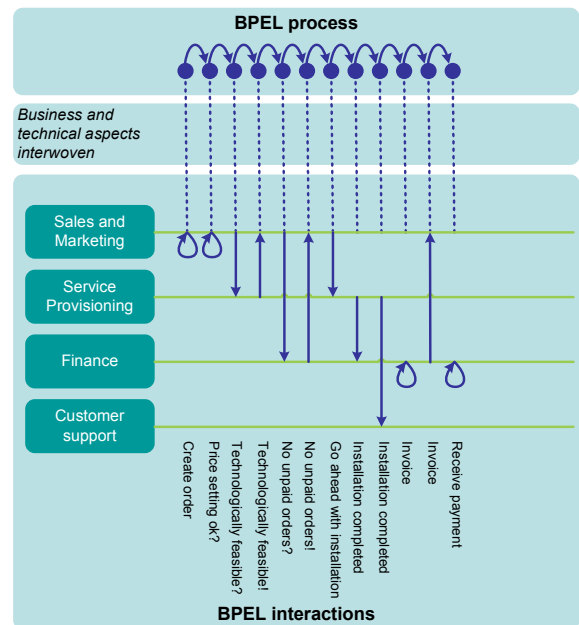 BPEL process
Business and
technical aspects
interwoven
Sales and
Marketing
Service
Provisioning
Finance
Customer
support
Create order
Price setting ok?
Technologically feasible?
Technologically feasible!
No unpaid orders?
No unpaid orders!
Go ahead with installation
Installation completed
Installation completed
Invoice
Invoice
Receive payment
BPEL interactions